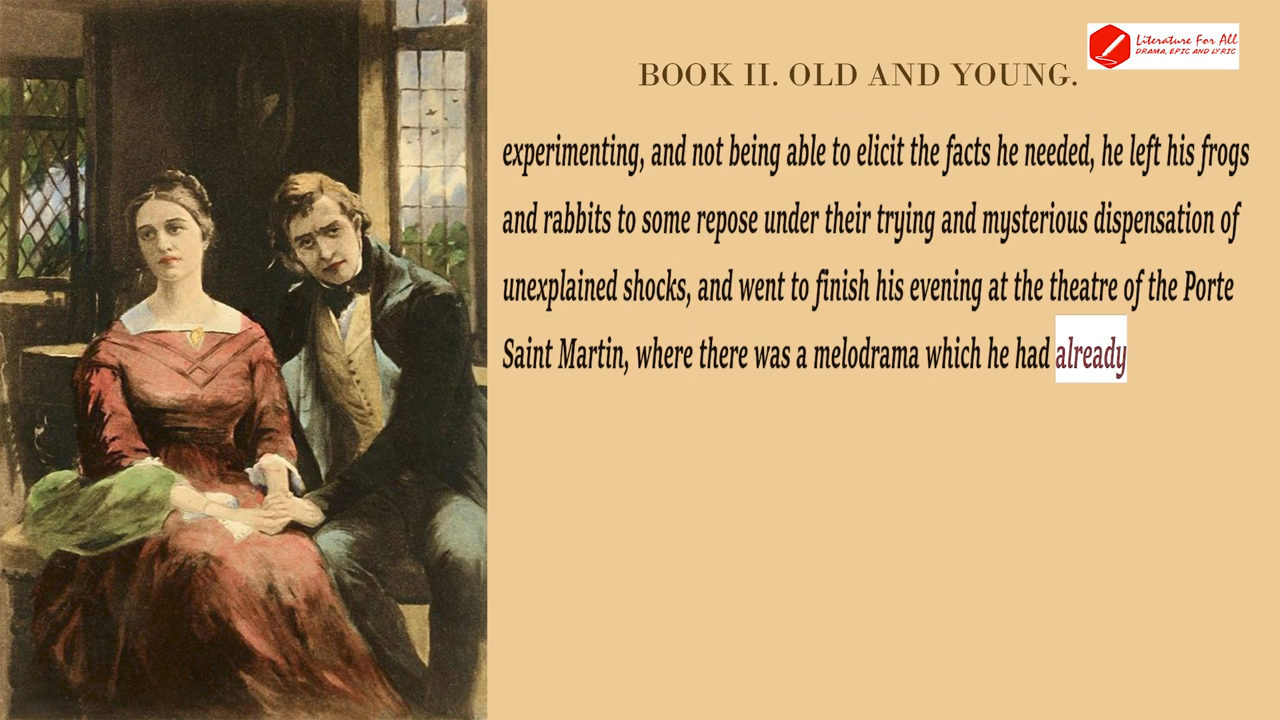 Literature For All
DRAMA, EPIC AND LYRIC
BOOK II. OLD AND YOUNG.
experimenting, and not being able to elicit the facts he needed, he left his frogs
and rabbits to some repose under their trying and mysterious dispensation of
unexplained shocks, and went to finish his evening at the theatre of the Porte
Saint Martin, where there was a melodrama which he had already